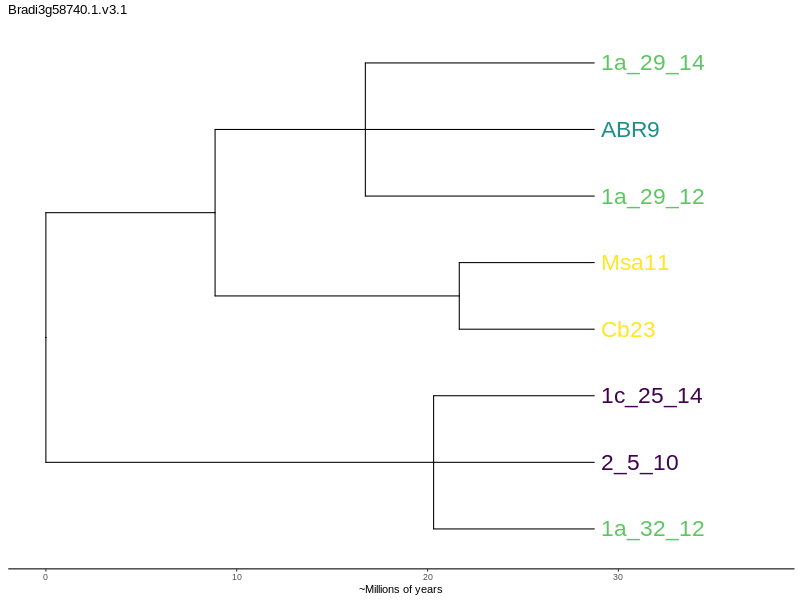 Bradi3g58740.1.v3.1
1a_29_14
ABR9
1a_29_12
Msa11
Cb23
1c_25_14
2_5_10
1a_32_12
0 10 20 30
~Millions of years